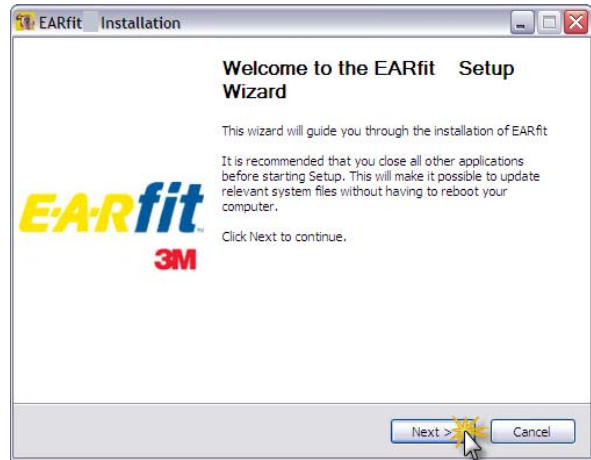 EARfit Installation
Welcome to the EARfit Setup
Wizard
This wizard will guide you through the installation of EARfit
It is recommended that you close all other applications
before starting Setup. This will make it possible to update
relevant system files without having to reboot your
computer.
Click Next to continue.
E·A·Rfit™
3M
Next >
Cancel